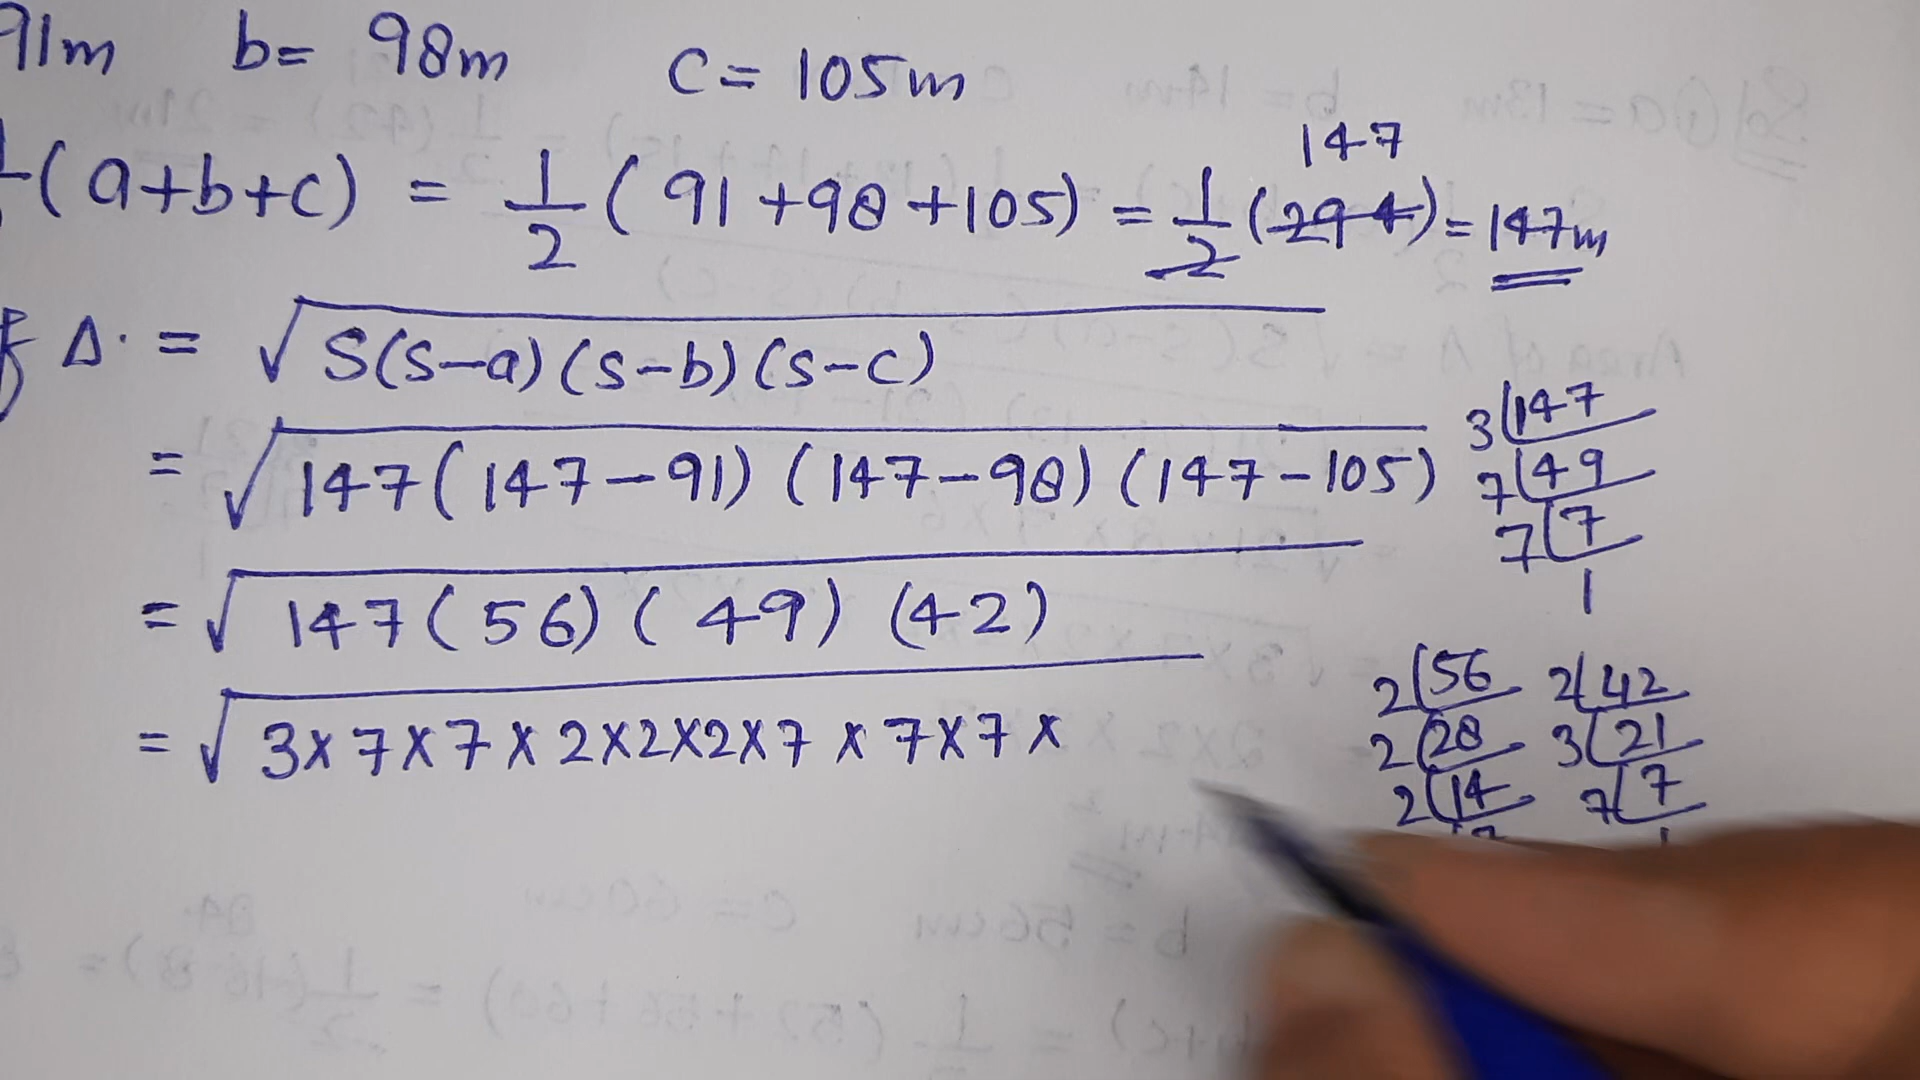 91m b= 98m c= 105m
(a+b+c) = 1/2 (91+98+105) = 1/2 (294) = 147m
147
Δ. = √S(S-a)(S-b)(S-c)
= √147(147-91)(147-98)(147-105)
= √147(56)(49)(42)
= √3×7×7×2×2×2×7×7×7×
3 147
7 49
7 7
1
2 56 2 42
2 28 3 21
2 14 7 7